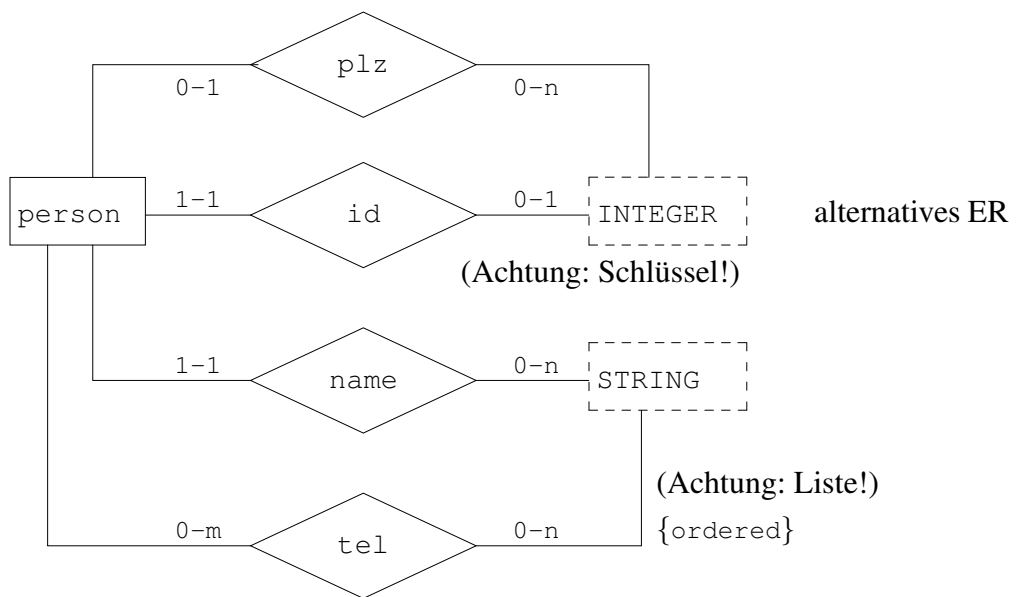 plz
0-1 0-n
person 1-1 id 0-1 INTEGER alternatives ER
(Achtung: Schlüssel!)
1-1 name 0-n STRING
(Achtung: Liste!)
0-m tel 0-n {ordered}